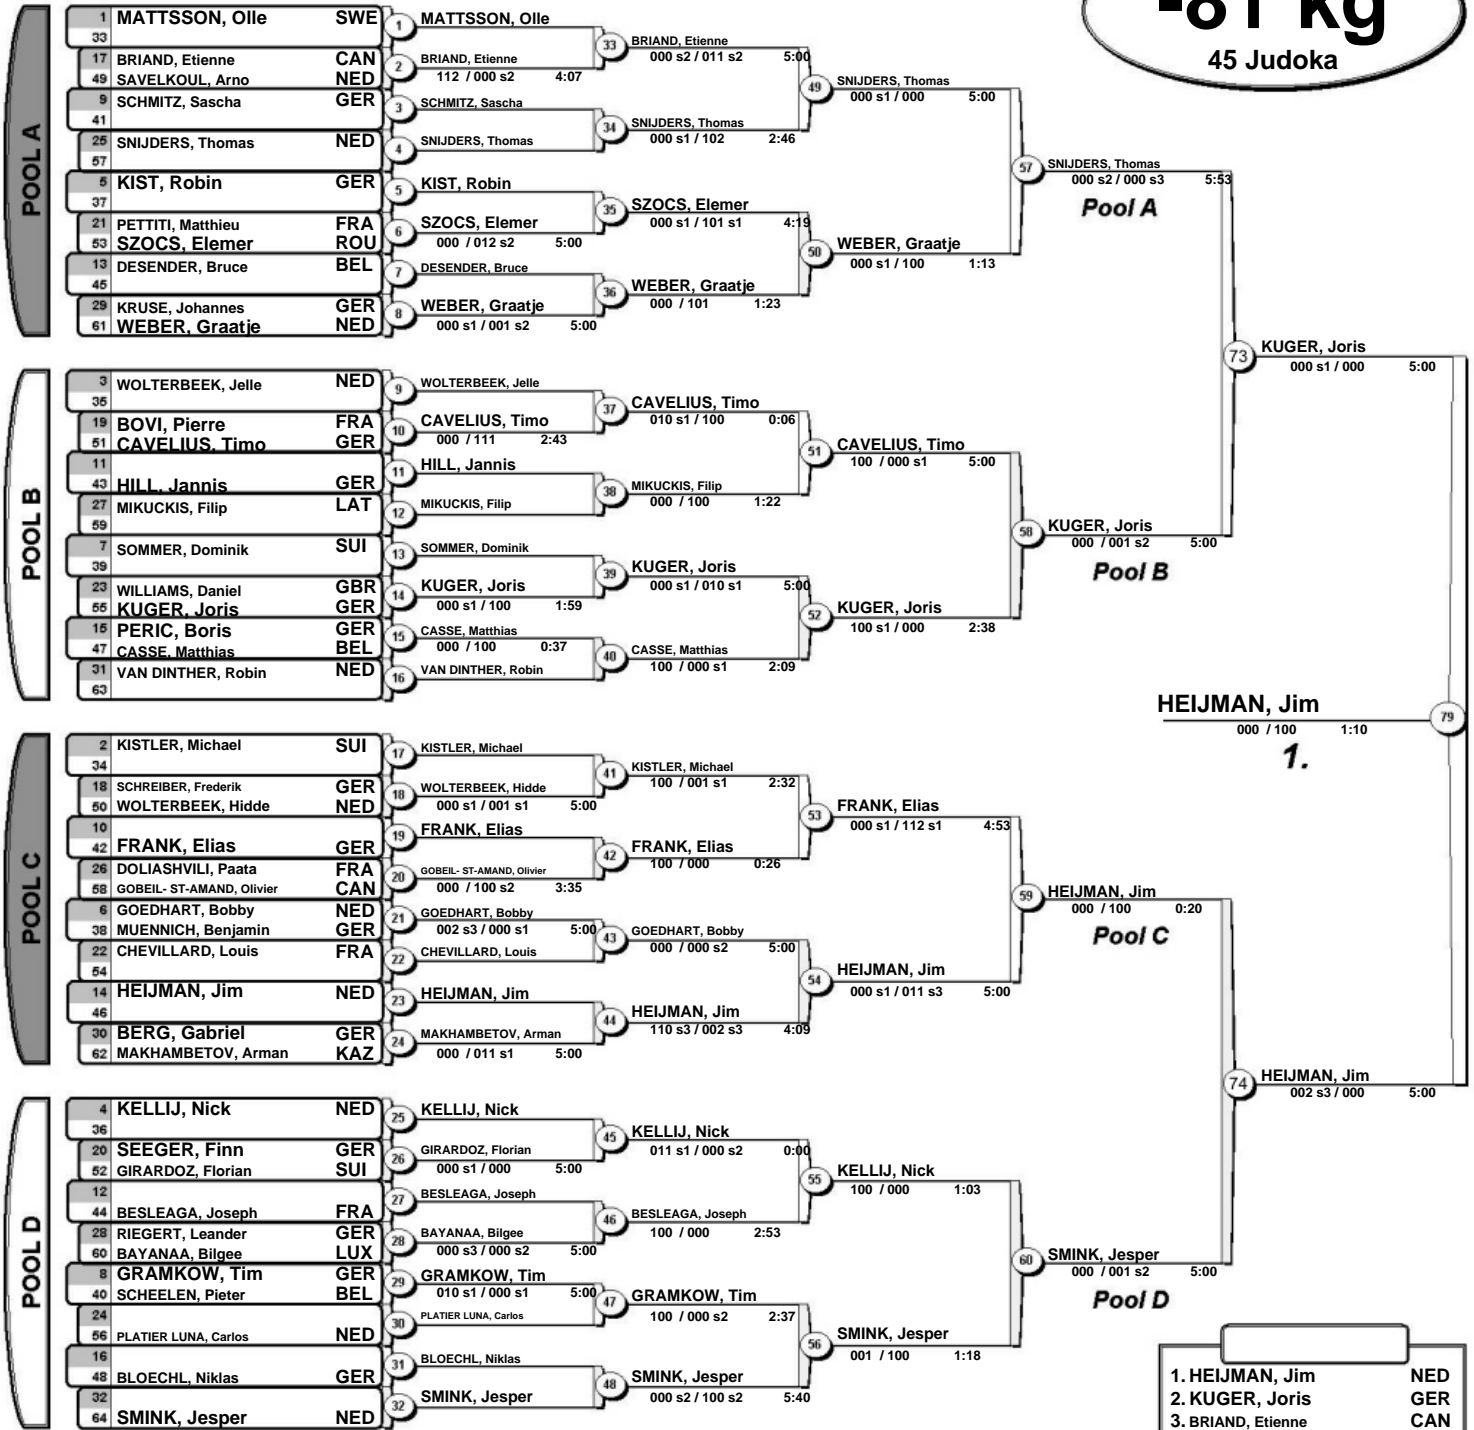 -81 kg
45 Judoka
POOL A
1 MATTSSON, Olle SWE
33
17 BRIAND, Etienne CAN
49 SAVELKOUL, Arno NED
9 SCHMITZ, Sascha GER
41
25 SNIJDERS, Thomas NED
57
5 KIST, Robin GER
37
21 PETTITI, Matthieu FRA
53 SZOCS, Elemer ROU
13 DESENDER, Bruce BEL
45
29 KRUSE, Johannes GER
61 WEBER, Graatje NED
1 MATTSSON, Olle
2 BRIAND, Etienne
112 / 000 s2 4:07
3 SCHMITZ, Sascha
4 SNIJDERS, Thomas
5 KIST, Robin
6 SZOCS, Elemer
000 / 012 s2 5:00
7 DESENDER, Bruce
8 WEBER, Graatje
000 s1 / 001 s2 5:00
33 BRIAND, Etienne
000 s2 / 011 s2 5:00
34 SNIJDERS, Thomas
000 s1 / 102 2:46
35 SZOCS, Elemer
000 s1 / 101 s1 4:19
36 WEBER, Graatje
000 / 101 1:23
49 SNIJDERS, Thomas
000 s1 / 000 5:00
50 WEBER, Graatje
000 s1 / 100 1:13
57 SNIJDERS, Thomas
000 s2 / 000 s3 5:53
Pool A
POOL B
3 WOLTERBEEK, Jelle NED
35
19 BOVI, Pierre FRA
51 CAVELIUS, Timo GER
11
43 HILL, Jannis GER
27 MIKUCKIS, Filip LAT
59
7 SOMMER, Dominik SUI
39
23 WILLIAMS, Daniel GBR
55 KUGER, Joris GER
15 PERIC, Boris GER
47 CASSE, Matthias BEL
31 VAN DINTHER, Robin NED
63
9 WOLTERBEEK, Jelle
10 CAVELIUS, Timo
000 / 111 2:43
11 HILL, Jannis
12 MIKUCKIS, Filip
13 SOMMER, Dominik
14 KUGER, Joris
000 s1 / 100 1:59
15 CASSE, Matthias
000 / 100 0:37
16 VAN DINTHER, Robin
37 CAVELIUS, Timo
010 s1 / 100 0:06
38 MIKUCKIS, Filip
000 / 100 1:22
39 KUGER, Joris
000 s1 / 010 s1 5:00
40 CASSE, Matthias
100 / 000 s1 2:09
51 CAVELIUS, Timo
100 / 000 s1 5:00
52 KUGER, Joris
100 s1 / 000 2:38
58 KUGER, Joris
000 / 001 s2 5:00
Pool B
73 KUGER, Joris
000 s1 / 000 5:00
HEIJMAN, Jim 79
000 / 100 1:10
1.
POOL C
2 KISTLER, Michael SUI
34
18 SCHREIBER, Frederik GER
50 WOLTERBEEK, Hidde NED
10
42 FRANK, Elias GER
26 DOLIASHVILI, Paata FRA
58 GOBEIL- ST-AMAND, Olivier CAN
6 GOEDHART, Bobby NED
38 MUENNICH, Benjamin GER
22 CHEVILLARD, Louis FRA
54
14 HEIJMAN, Jim NED
46
30 BERG, Gabriel GER
62 MAKHAMBETOV, Arman KAZ
17 KISTLER, Michael
18 WOLTERBEEK, Hidde
000 s1 / 001 s1 5:00
19 FRANK, Elias
20 GOBEIL- ST-AMAND, Olivier
000 / 100 s2 3:35
21 GOEDHART, Bobby
002 s3 / 000 s1 5:00
22 CHEVILLARD, Louis
23 HEIJMAN, Jim
24 MAKHAMBETOV, Arman
000 / 011 s1 5:00
41 KISTLER, Michael
100 / 001 s1 2:32
42 FRANK, Elias
100 / 000 0:26
43 GOEDHART, Bobby
000 / 000 s2 5:00
44 HEIJMAN, Jim
110 s3 / 002 s3 4:09
53 FRANK, Elias
000 s1 / 112 s1 4:53
54 HEIJMAN, Jim
000 s1 / 011 s3 5:00
59 HEIJMAN, Jim
000 / 100 0:20
Pool C
74 HEIJMAN, Jim
002 s3 / 000 5:00
POOL D
4 KELLIJ, Nick NED
36
20 SEEGER, Finn GER
52 GIRARDOZ, Florian SUI
12
44 BESLEAGA, Joseph FRA
28 RIEGERT, Leander GER
60 BAYANAA, Bilgee LUX
8 GRAMKOW, Tim GER
40 SCHEELEN, Pieter BEL
24
56 PLATIER LUNA, Carlos NED
16
48 BLOECHL, Niklas GER
32
64 SMINK, Jesper NED
25 KELLIJ, Nick
26 GIRARDOZ, Florian
000 s1 / 000 5:00
27 BESLEAGA, Joseph
28 BAYANAA, Bilgee
000 s3 / 000 s2 5:00
29 GRAMKOW, Tim
010 s1 / 000 s1 5:00
30 PLATIER LUNA, Carlos
31 BLOECHL, Niklas
32 SMINK, Jesper
45 KELLIJ, Nick
011 s1 / 000 s2 0:00
46 BESLEAGA, Joseph
100 / 000 2:53
47 GRAMKOW, Tim
100 / 000 s2 2:37
48 SMINK, Jesper
000 s2 / 100 s2 5:40
55 KELLIJ, Nick
100 / 000 1:03
56 SMINK, Jesper
001 / 100 1:18
60 SMINK, Jesper
000 / 001 s2 5:00
Pool D
1. HEIJMAN, Jim NED
2. KUGER, Joris GER
3. BRIAND, Etienne CAN